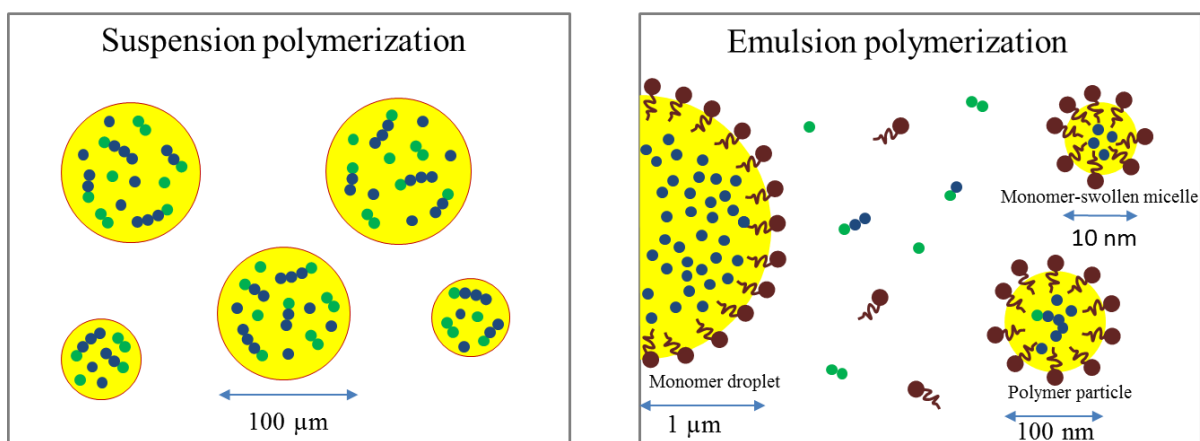 Suspension polymerization
100 µm
Emulsion polymerization
Monomer-swollen micelle
10 nm
Monomer droplet
1 µm
Polymer particle
100 nm